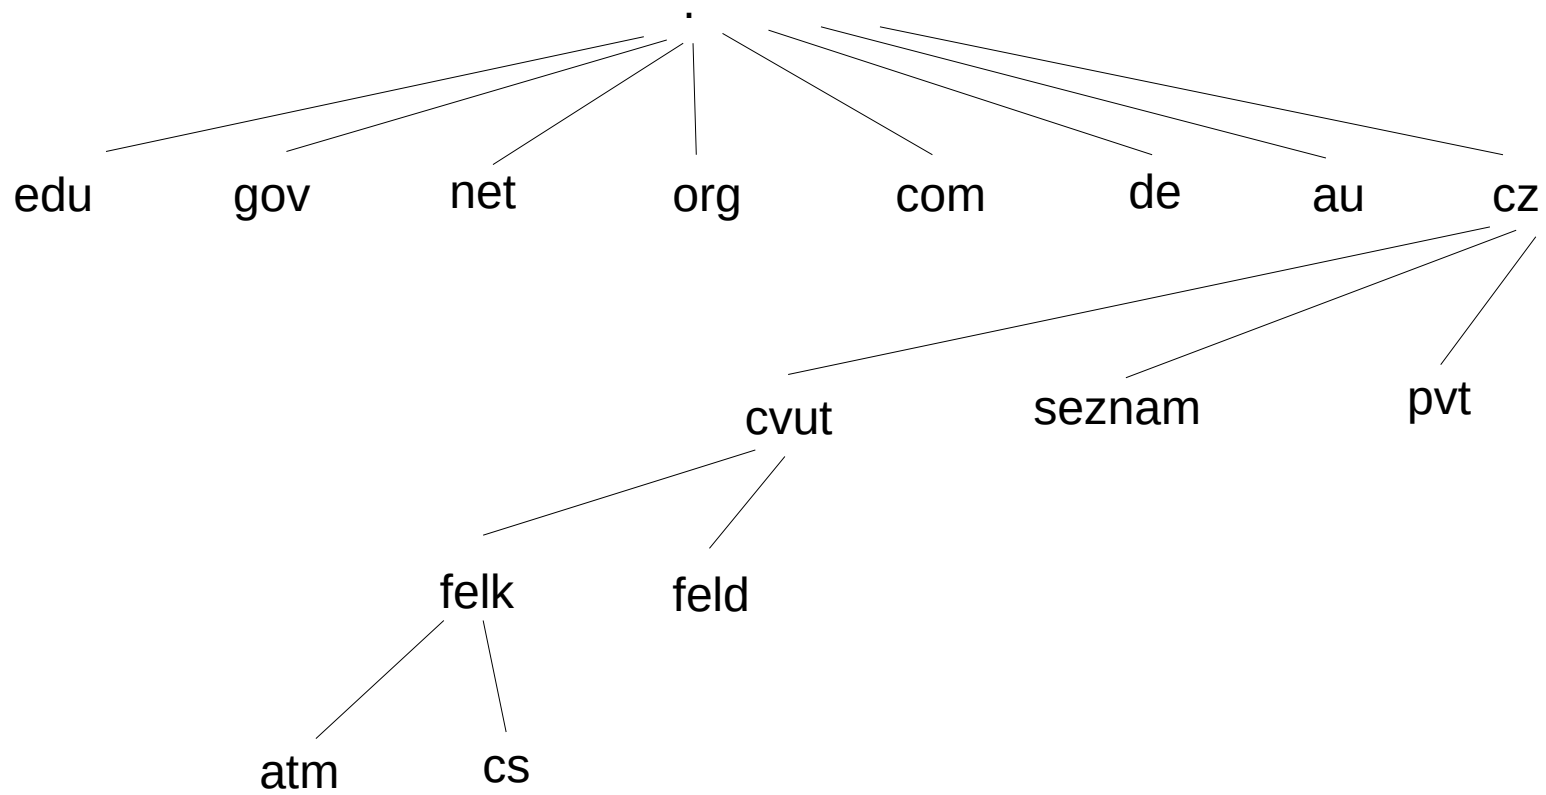 .
edu gov net org com de au cz
cvut seznam pvt
felk feld
atm cs